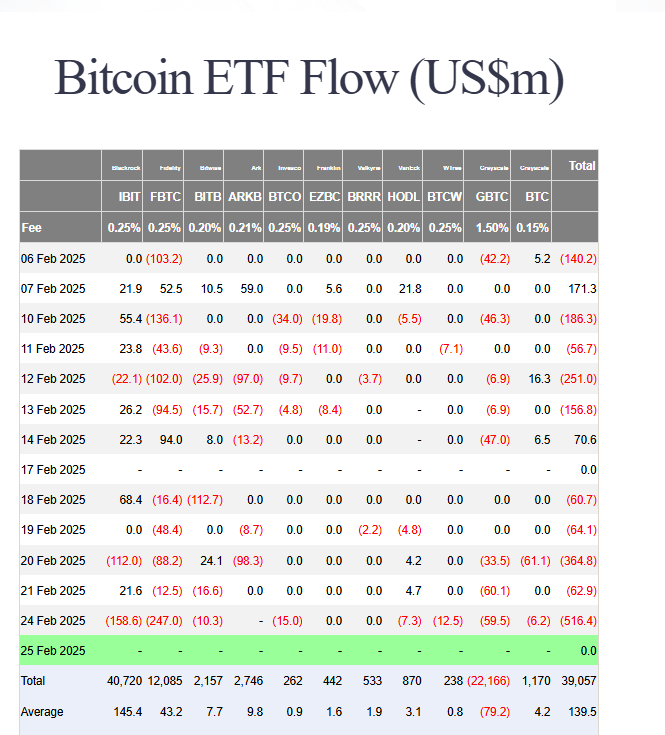 Bitcoin ETF Flow (US$m)
Blackrock Fidelity Bitwise Ark Invesco Franklin Valkyrie VanEck WTree Grayscale Grayscale Total
IBIT FBTC BITB ARKB BTCO EZBC BRRR HODL BTCW GBTC BTC
Fee 0.25% 0.25% 0.20% 0.21% 0.25% 0.19% 0.25% 0.20% 0.25% 1.50% 0.15%
06 Feb 2025 0.0 (103.2) 0.0 0.0 0.0 0.0 0.0 0.0 0.0 (42.2) 5.2 (140.2)
07 Feb 2025 21.9 52.5 10.5 59.0 0.0 5.6 0.0 21.8 0.0 0.0 0.0 171.3
10 Feb 2025 55.4 (136.1) 0.0 0.0 (34.0) (19.8) 0.0 (5.5) 0.0 (46.3) 0.0 (186.3)
11 Feb 2025 23.8 (43.6) (9.3) 0.0 (9.5) (11.0) 0.0 0.0 (7.1) 0.0 0.0 (56.7)
12 Feb 2025 (22.1) (102.0) (25.9) (97.0) (9.7) 0.0 (3.7) 0.0 0.0 (6.9) 16.3 (251.0)
13 Feb 2025 26.2 (94.5) (15.7) (52.7) (4.8) (8.4) 0.0 - 0.0 (6.9) 0.0 (156.8)
14 Feb 2025 22.3 94.0 8.0 (13.2) 0.0 0.0 0.0 - 0.0 (47.0) 6.5 70.6
17 Feb 2025 - - - - - - - - - - - 0.0
18 Feb 2025 68.4 (16.4) (112.7) 0.0 0.0 0.0 0.0 0.0 0.0 0.0 0.0 (60.7)
19 Feb 2025 0.0 (48.4) 0.0 (8.7) 0.0 0.0 (2.2) (4.8) 0.0 0.0 0.0 (64.1)
20 Feb 2025 (112.0) (88.2) 24.1 (98.3) 0.0 0.0 0.0 4.2 0.0 (33.5) (61.1) (364.8)
21 Feb 2025 21.6 (12.5) (16.6) 0.0 0.0 0.0 0.0 4.7 0.0 (60.1) 0.0 (62.9)
24 Feb 2025 (158.6) (247.0) (10.3) - (15.0) 0.0 0.0 (7.3) (12.5) (59.5) (6.2) (516.4)
25 Feb 2025 - - - - - - - - - - - 0.0
Total 40,720 12,085 2,157 2,746 262 442 533 870 238 (22,166) 1,170 39,057
Average 145.4 43.2 7.7 9.8 0.9 1.6 1.9 3.1 0.8 (79.2) 4.2 139.5